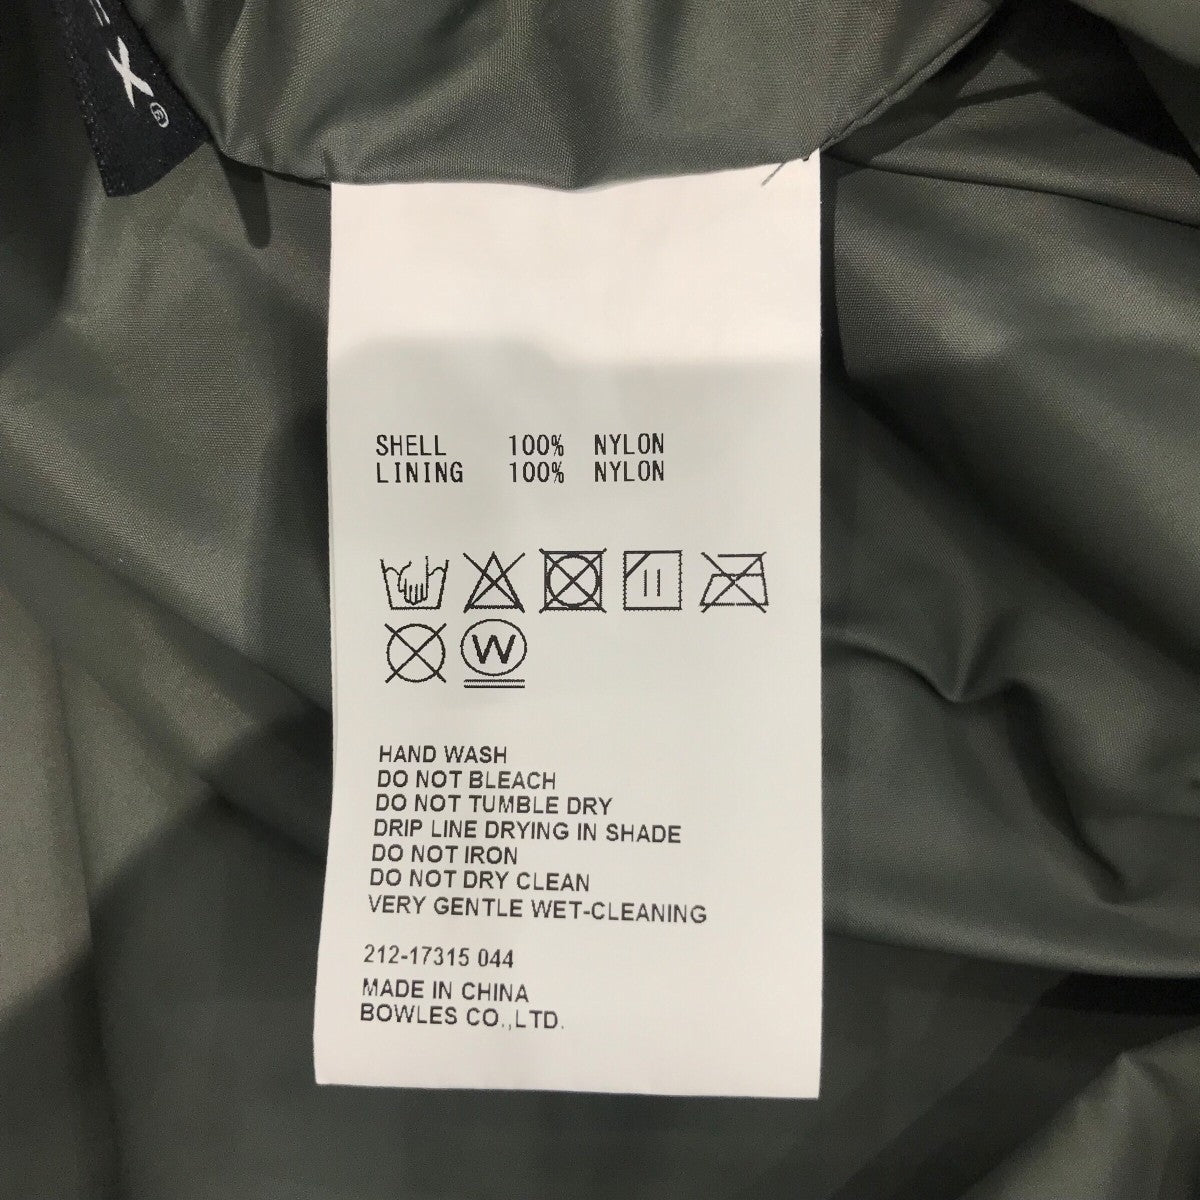 X®
SHELL 100% NYLON
LINING 100% NYLON
W
HAND WASH
DO NOT BLEACH
DO NOT TUMBLE DRY
DRIP LINE DRYING IN SHADE
DO NOT IRON
DO NOT DRY CLEAN
VERY GENTLE WET-CLEANING
212-17315 044
MADE IN CHINA
BOWLES CO.,LTD.